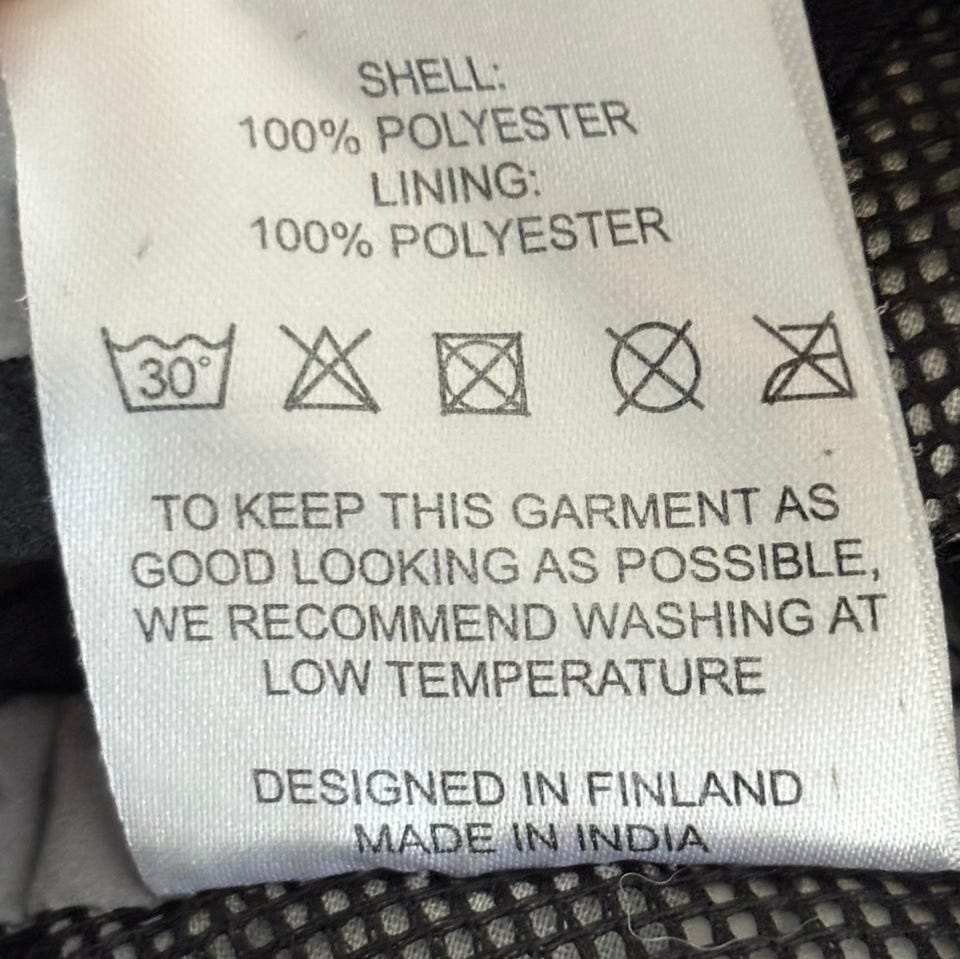 SHELL:
100% POLYESTER
LINING:
100% POLYESTER
30°
TO KEEP THIS GARMENT AS
GOOD LOOKING AS POSSIBLE,
WE RECOMMEND WASHING AT
LOW TEMPERATURE
DESIGNED IN FINLAND
MADE IN INDIA